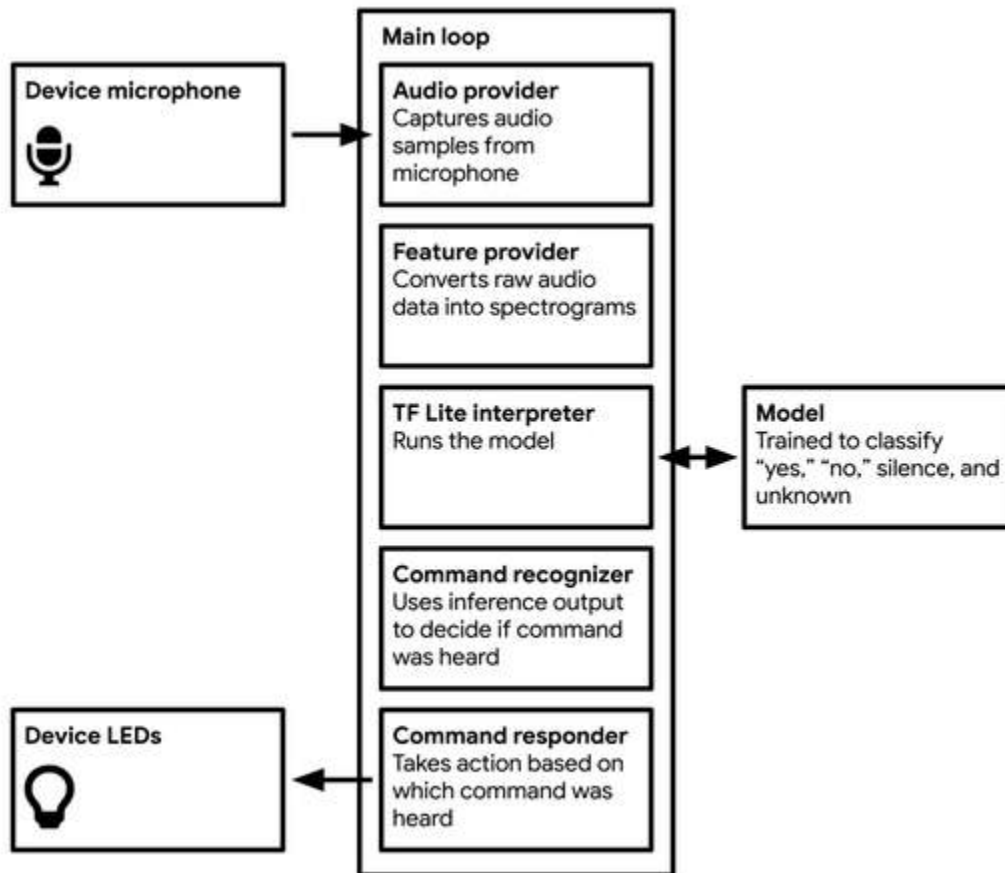 Main loop
Device microphone
Audio provider
Captures audio
samples from
microphone
Feature provider
Converts raw audio
data into spectrograms
TF Lite interpreter
Runs the model
Model
Trained to classify
“yes,” “no,” silence, and
unknown
Command recognizer
Uses inference output
to decide if command
was heard
Device LEDs
Command responder
Takes action based on
which command was
heard